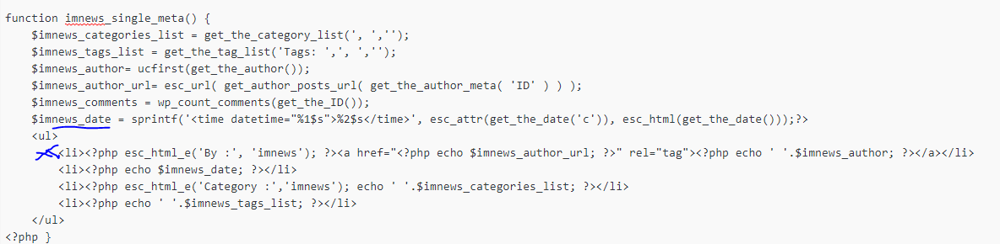 function imnews_single_meta() {
$imnews_categories_list = get_the_category_list(', ','');
$imnews_tags_list = get_the_tag_list('Tags: ',', ','');
$imnews_author= ucfirst(get_the_author());
$imnews_author_url= esc_url( get_author_posts_url( get_the_author_meta( 'ID' ) ) );
$imnews_comments = wp_count_comments(get_the_ID());
$imnews_date = sprintf('<time datetime="%1$s">%2$s</time>', esc_attr(get_the_date('c')), esc_html(get_the_date()));?>
<ul>
<li><?php esc_html_e('By :', 'imnews'); ?><a href="<?php echo $imnews_author_url; ?>" rel="tag"><?php echo ' '.$imnews_author; ?></a></li>
<li><?php echo $imnews_date; ?></li>
<li><?php esc_html_e('Category :','imnews'); echo ' '.$imnews_categories_list; ?></li>
<li><?php echo ' '.$imnews_tags_list; ?></li>
</ul>
<?php }